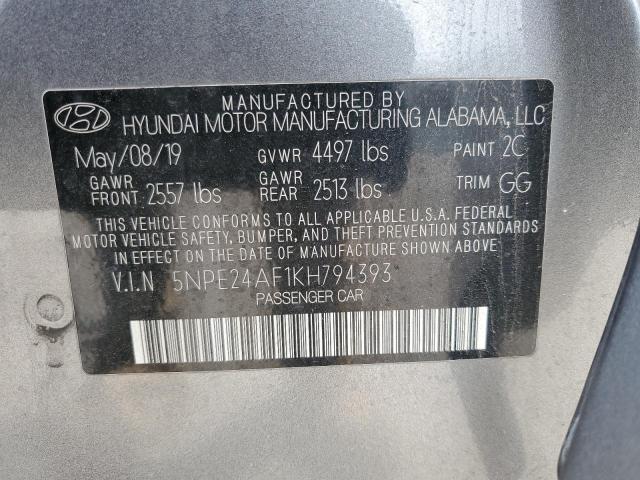 MANUFACTURED BY
HYUNDAI MOTOR MANUFACTURING ALABAMA, LLC
May/08/19 GVWR 4497 lbs PAINT 2C
GAWR FRONT 2557 lbs GAWR REAR 2513 lbs TRIM GG
THIS VEHICLE CONFORMS TO ALL APPLICABLE U.S.A. FEDERAL
MOTOR VEHICLE SAFETY, BUMPER, AND THEFT PREVENTION STANDARDS
IN EFFECT ON THE DATE OF MANUFACTURE SHOWN ABOVE.
V.I.N 5NPE24AF1KH794393
PASSENGER CAR